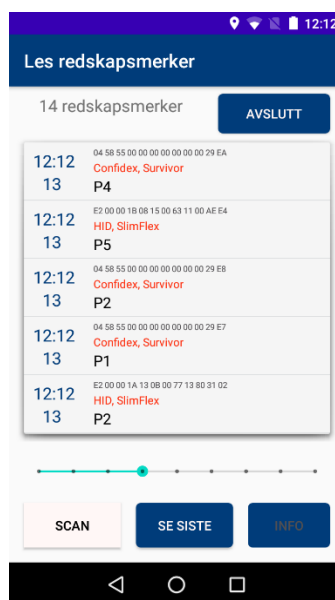 12:12
Les redskapsmerker
14 redskapsmerker
AVSLUTT
04 58 55 00 00 00 00 00 00 00 29 EA
12:12
Confidex, Survivor
13
P4
E2 00 00 1B 08 15 00 63 11 00 AE E4
12:12
HID, SlimFlex
13
P5
04 58 55 00 00 00 00 00 00 00 29 E8
12:12
Confidex, Survivor
13
P2
04 58 55 00 00 00 00 00 00 00 29 E7
12:12
Confidex, Survivor
13
P1
E2 00 00 1A 13 0B 00 77 13 80 31 02
12:12
HID, SlimFlex
13
P2
SCAN
SE SISTE
INFO